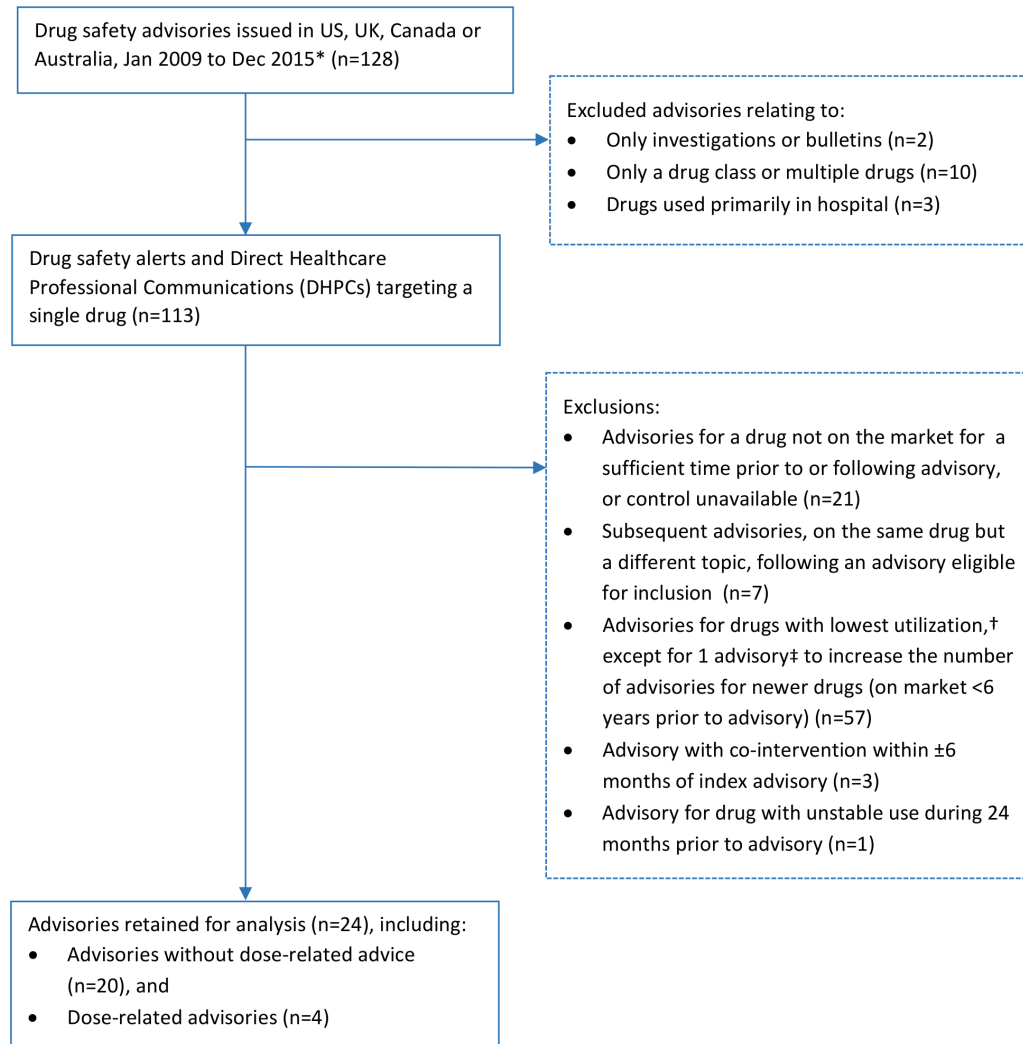 Drug safety advisories issued in US, UK, Canada or
Australia, Jan 2009 to Dec 2015* (n=128)
Excluded advisories relating to:
• Only investigations or bulletins (n=2)
• Only a drug class or multiple drugs (n=10)
• Drugs used primarily in hospital (n=3)
Drug safety alerts and Direct Healthcare
Professional Communications (DHPCs) targeting a
single drug (n=113)
Exclusions:
• Advisories for a drug not on the market for a
sufficient time prior to or following advisory,
or control unavailable (n=21)
• Subsequent advisories, on the same drug but
a different topic, following an advisory eligible
for inclusion (n=7)
• Advisories for drugs with lowest utilization,†
except for 1 advisory‡ to increase the number
of advisories for newer drugs (on market <6
years prior to advisory) (n=57)
• Advisory with co-intervention within ±6
months of index advisory (n=3)
• Advisory for drug with unstable use during 24
months prior to advisory (n=1)
Advisories retained for analysis (n=24), including:
• Advisories without dose-related advice
(n=20), and
• Dose-related advisories (n=4)